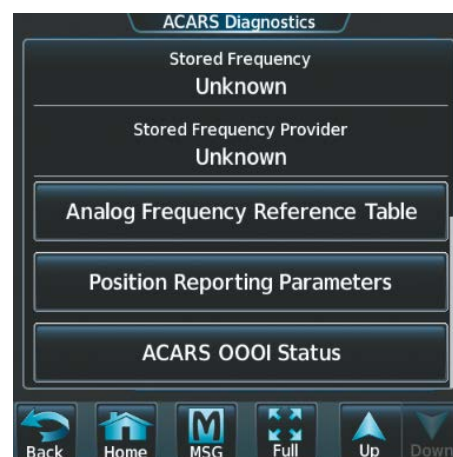 ACARS Diagnostics
Stored Frequency
Unknown
Stored Frequency Provider
Unknown
Analog Frequency Reference Table
Position Reporting Parameters
ACARS OOOI Status
Back
Home
MSG
Full
Up
Down